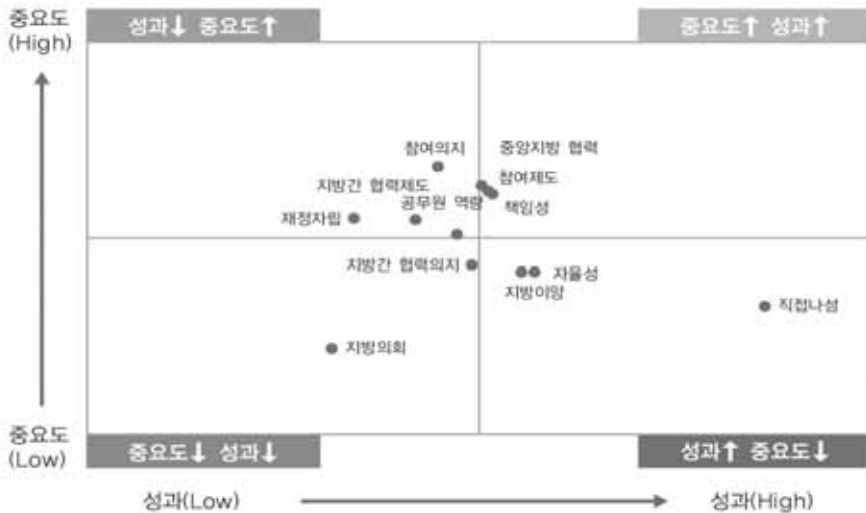 중요도
(High)
성과↓ 중요도↑
중요도↑ 성과↑
참여의지
중앙지방 협력
지방간 협력제도
참여제도
재정자립
공무원 역량
책임성
지방간 협력의지
자율성
지방이양
직접나섬
지방의회
중요도
(Low)
중요도↓ 성과↓
성과↑ 중요도↓
성과(Low)
성과(High)